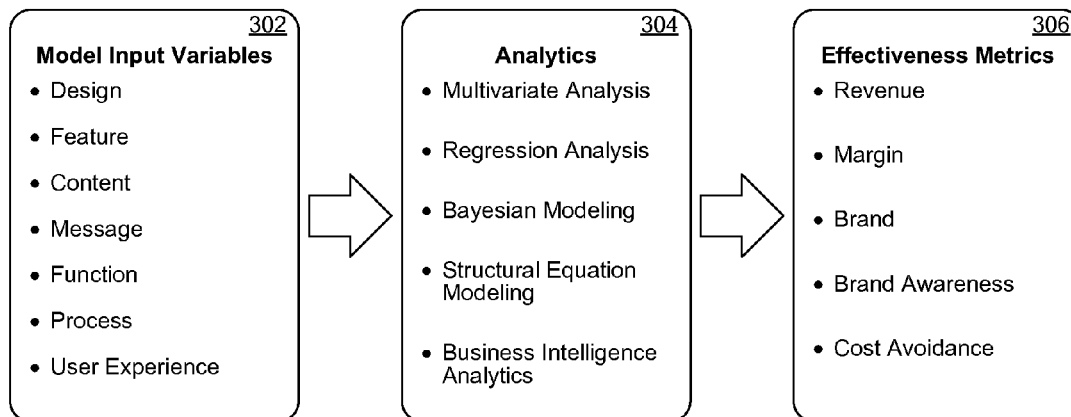 302
Model Input Variables
• Design
• Feature
• Content
• Message
• Function
• Process
• User Experience
304
Analytics
• Multivariate Analysis
• Regression Analysis
• Bayesian Modeling
• Structural Equation
Modeling
• Business Intelligence
Analytics
306
Effectiveness Metrics
• Revenue
• Margin
• Brand
• Brand Awareness
• Cost Avoidance